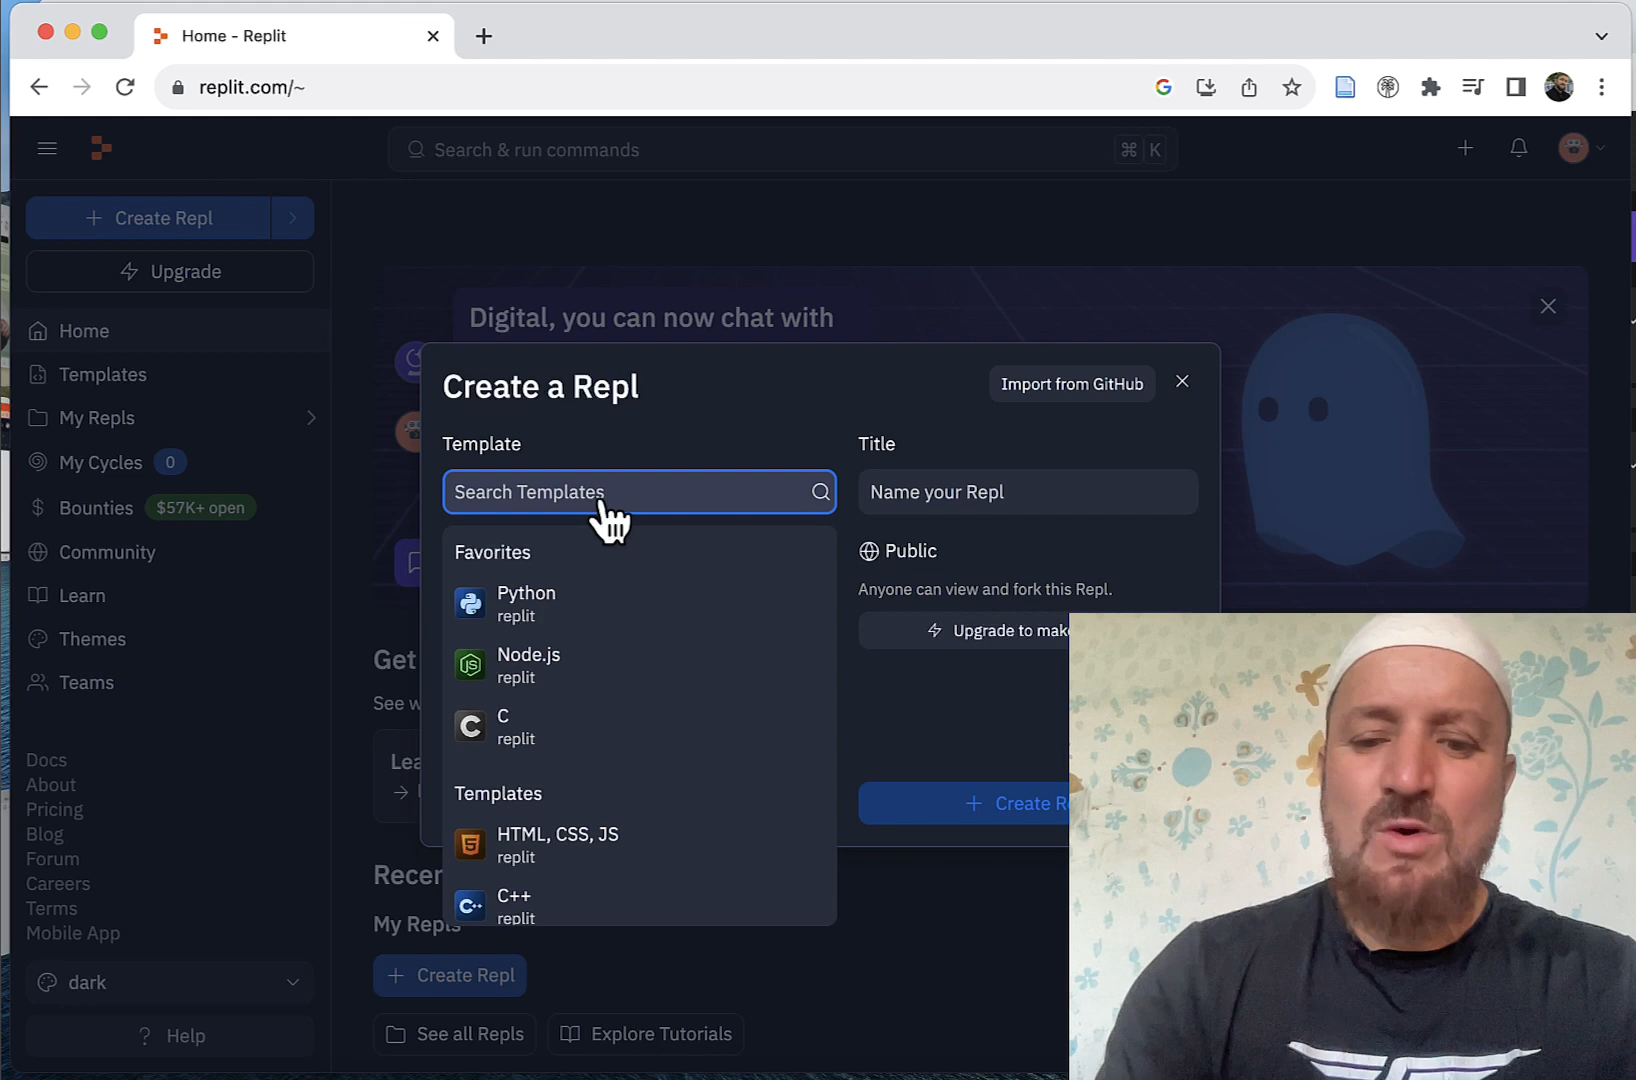 Home - Replit
replit.com/~
Search & run commands
⌘ K
+ Create Repl
Upgrade
Home
Templates
My Repls
My Cycles 0
Bounties $57K+ open
Community
Learn
Themes
Teams
Docs
About
Pricing
Blog
Forum
Careers
Terms
Mobile App
dark
? Help
Digital, you can now chat with
Create a Repl
Import from GitHub
Template
Search Templates
Favorites
Python
replit
Node.js
replit
C
replit
Templates
HTML, CSS, JS
replit
C++
replit
Title
Name your Repl
Public
Anyone can view and fork this Repl.
Upgrade to make
+ Create R
Get
See
Lea
Recen
My Repls
+ Create Repl
See all Repls
Explore Tutorials